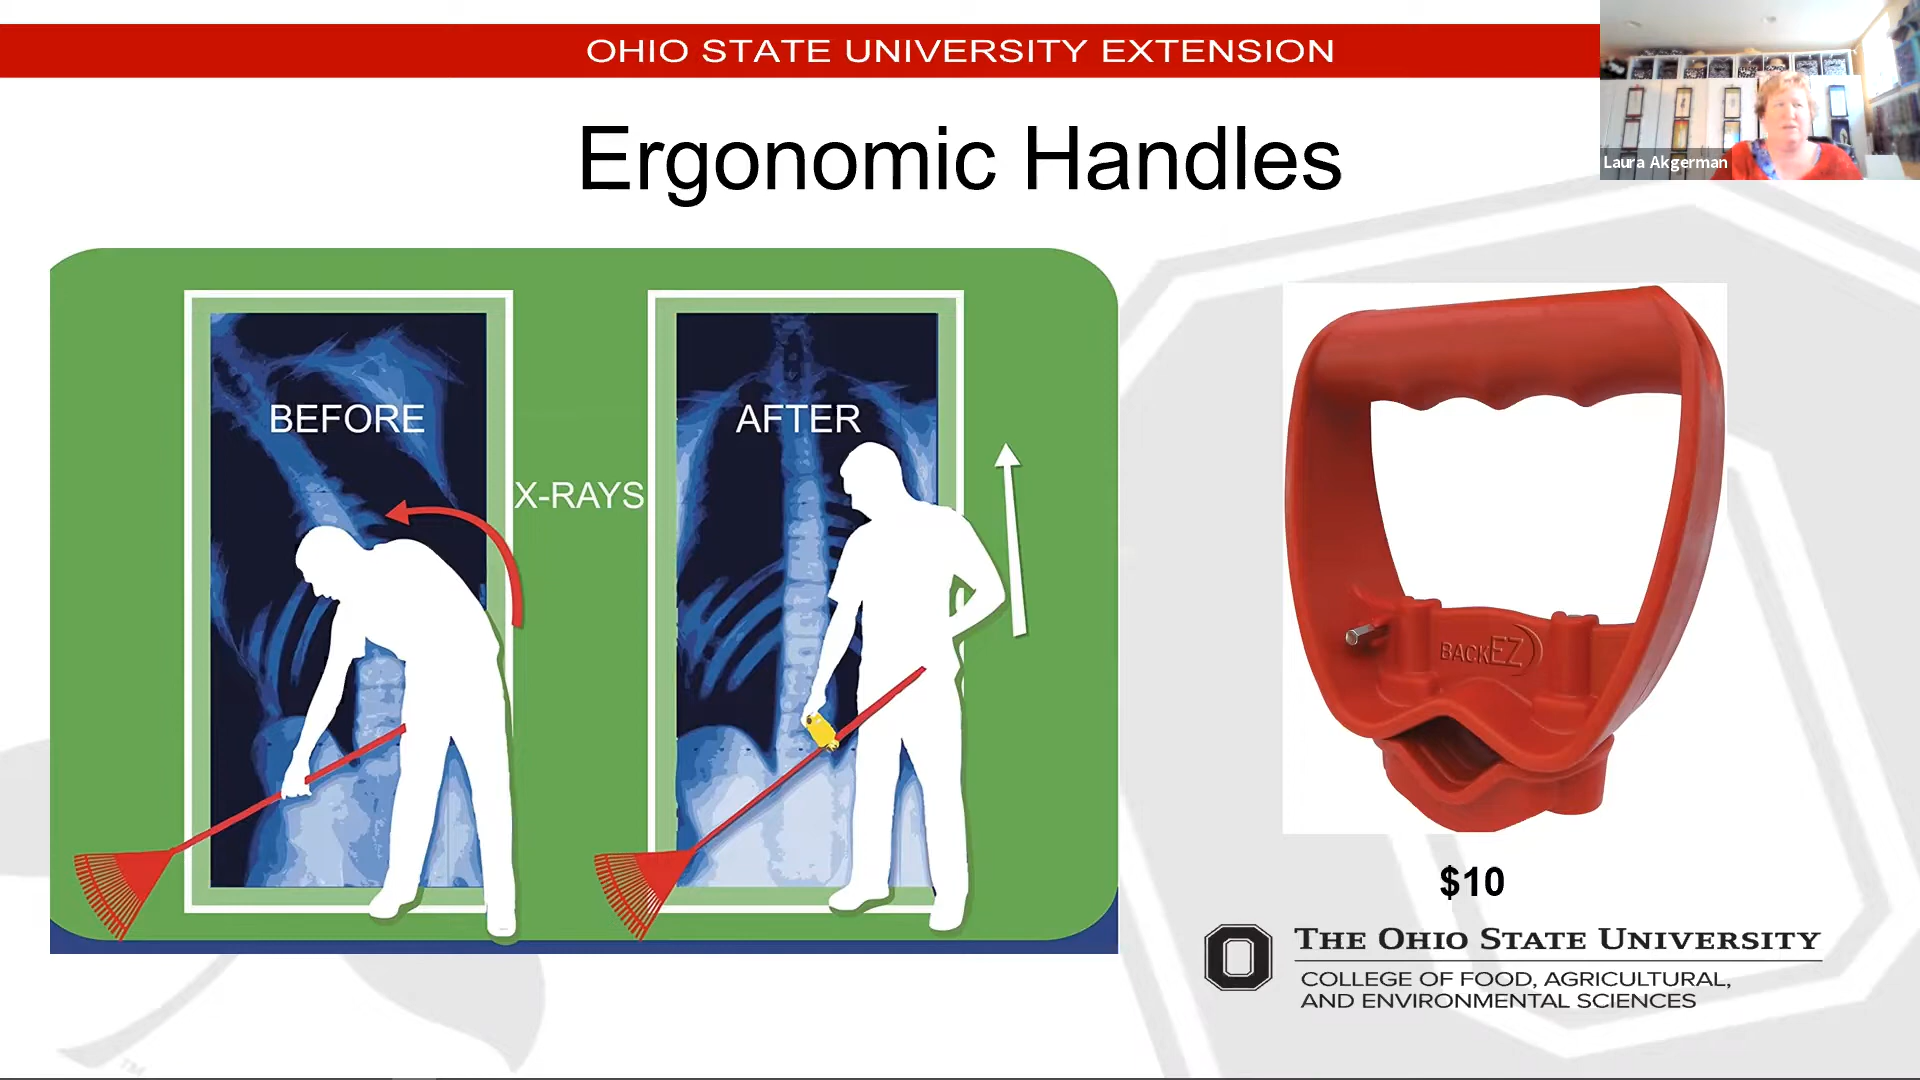 OHIO STATE UNIVERSITY EXTENSION
Laura Akgerman
Ergonomic Handles
BEFORE
X-RAYS
AFTER
BACKEZ
$10
THE OHIO STATE UNIVERSITY
COLLEGE OF FOOD, AGRICULTURAL,
AND ENVIRONMENTAL SCIENCES
TM